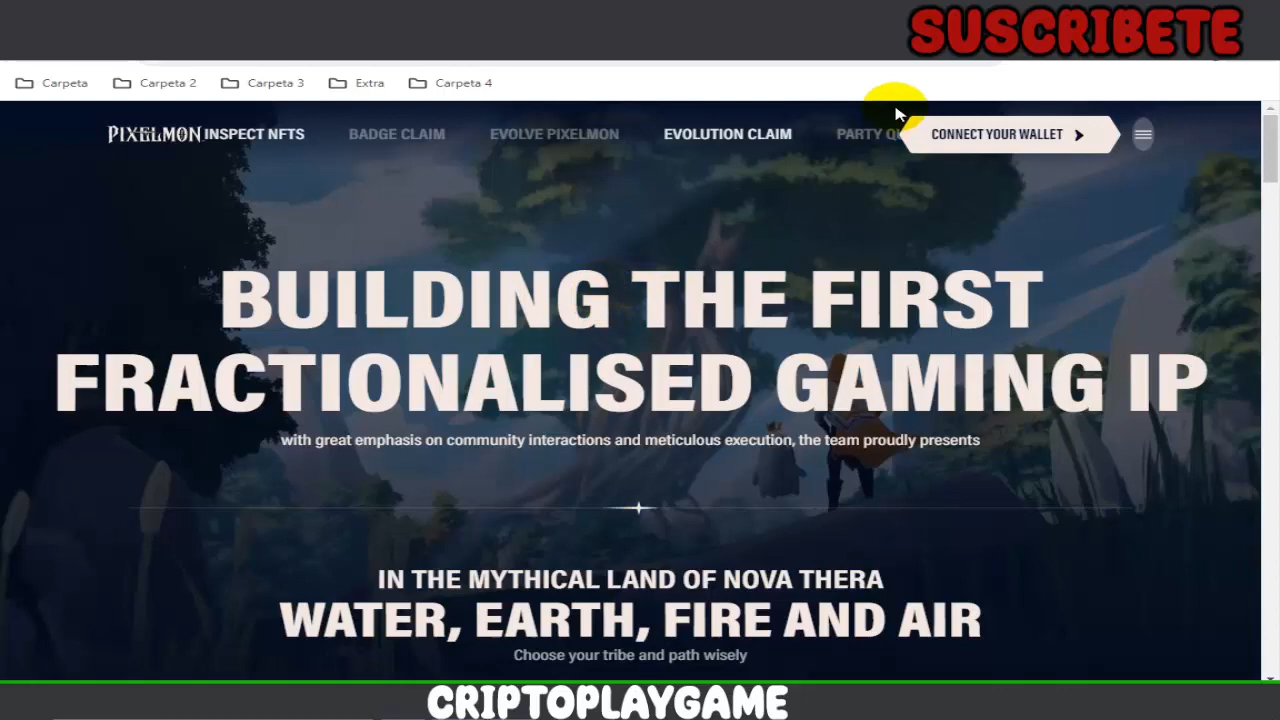 SUSCRIBETE
Carpeta Carpeta 2 Carpeta 3 Extra Carpeta 4
PIXELMON INSPECT NFTS BADGE CLAIM EVOLVE PIXELMON EVOLUTION CLAIM PARTY CONNECT YOUR WALLET
BUILDING THE FIRST
FRACTIONALISED GAMING IP
with great emphasis on community interactions and meticulous execution, the team proudly presents
IN THE MYTHICAL LAND OF NOVA THERA
WATER, EARTH, FIRE AND AIR
Choose your tribe and path wisely
CRIPTOPLAYGAME